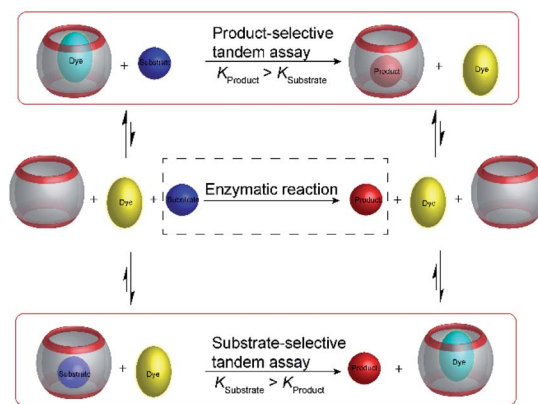 Product-selective
tandem assay
K_Product > K_Substrate
Dye + Substrate
Product + Dye
+ Dye + Substrate
Enzymatic reaction
Product + Dye +
Substrate + Dye
Substrate-selective
tandem assay
K_Substrate > K_Product
Product + Dye